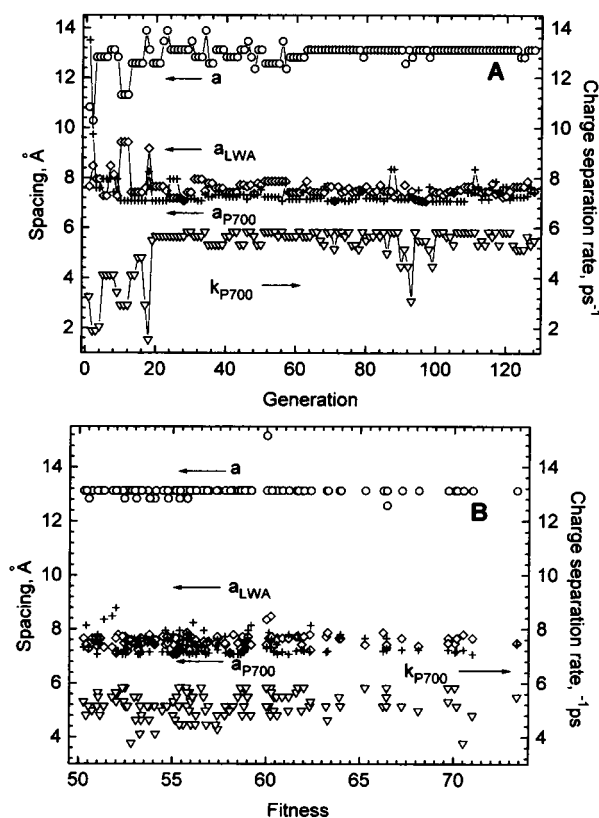 14
12
10
8
6
4
2
Spacing, Å
14
12
10
8
6
4
2
Charge separation rate, ps-1
A
a
aLWA
aP700
kP700
0
20
40
60
80
100
120
Generation
14
12
10
8
6
4
Spacing, Å
14
12
10
8
6
4
Charge separation rate, -1ps
B
a
aLWA
aP700
kP700
50
55
60
65
70
Fitness